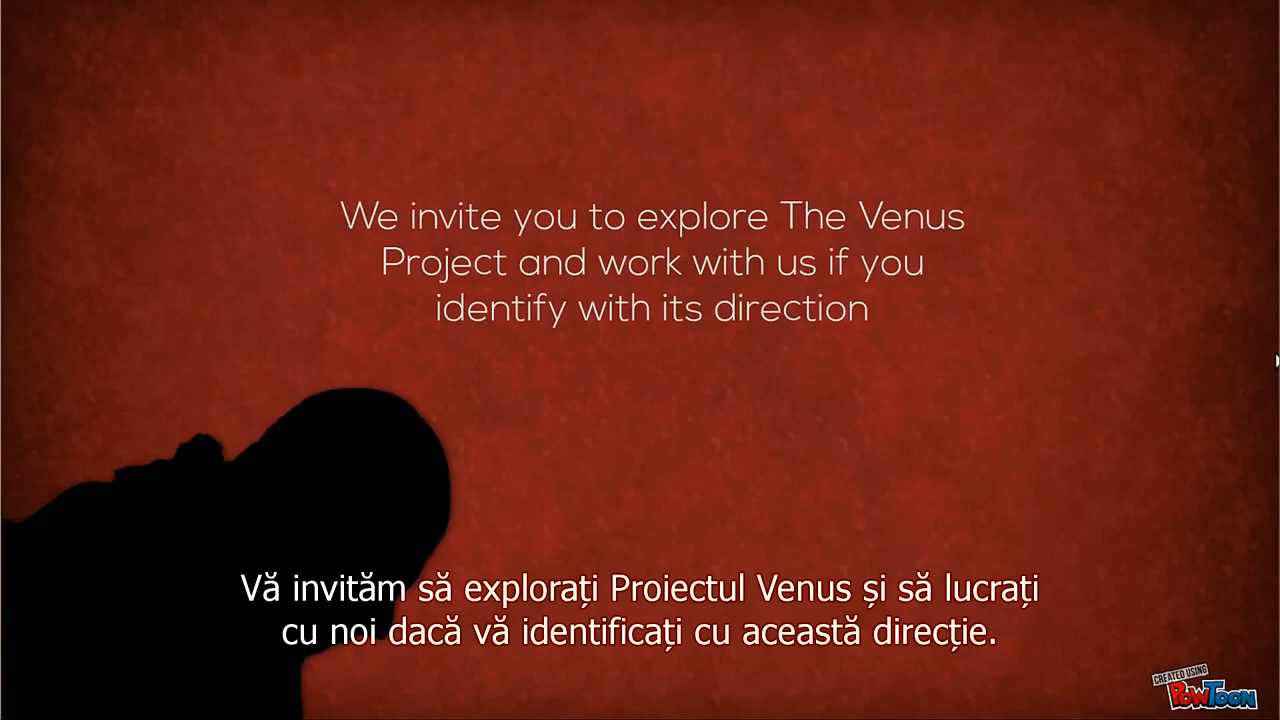 We invite you to explore The Venus
Project and work with us if you
identify with its direction
Vă invităm să explorați Proiectul Venus și să lucrați
cu noi dacă vă identificați cu această direcție.
CREATED USING
POWTOON